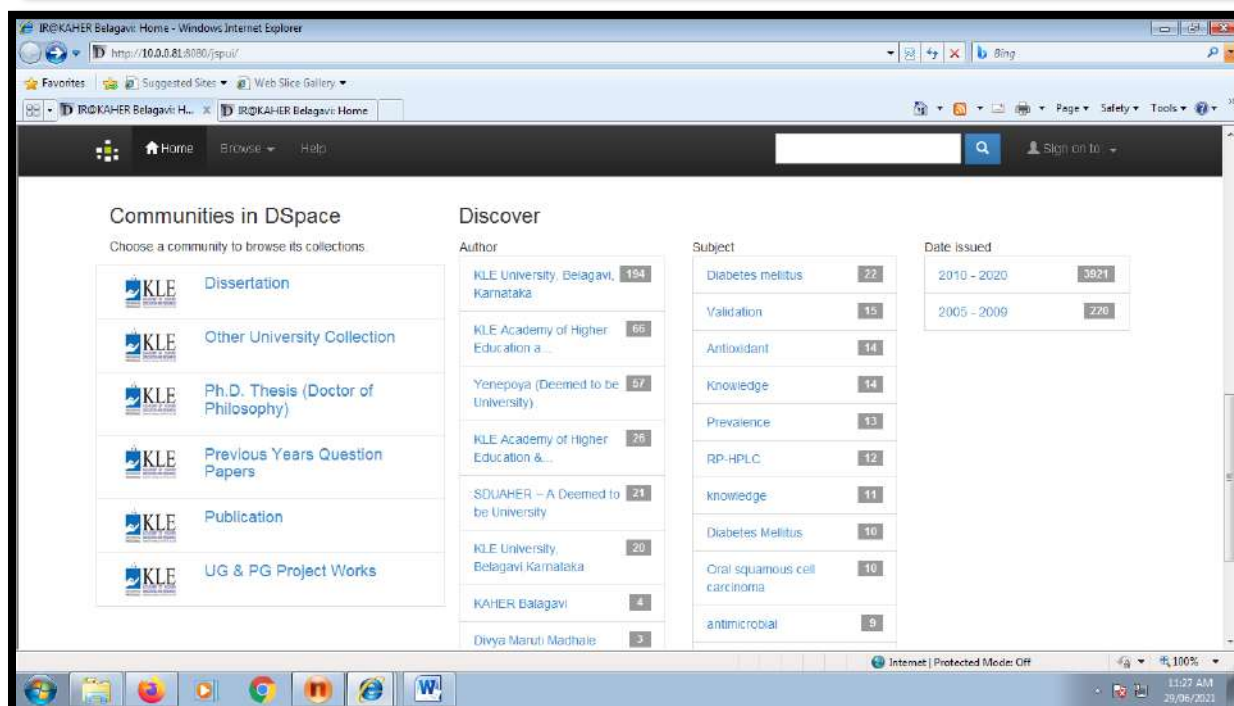 IR@KAHER Belagavi: Home - Windows Internet Explorer
http://10.0.0.81:8080/jspui/
Bing
Favorites
Suggested Sites
Web Slice Gallery
IR@KAHER Belagavi: H...
IR@KAHER Belagavi: Home
Page
Safety
Tools
Home
Browse
Help
Sign on to:
Communities in DSpace
Choose a community to browse its collections.
KLE
Dissertation
KLE
Other University Collection
KLE
Ph.D. Thesis (Doctor of
Philosophy)
KLE
Previous Years Question
Papers
KLE
Publication
KLE
UG & PG Project Works
Discover
Author
KLE University, Belagavi, 194
Karnataka
KLE Academy of Higher 66
Education a...
Yenepoya (Deemed to be 57
University)
KLE Academy of Higher 26
Education &...
SDUAHER – A Deemed to 21
be University
KLE University, 20
Belagavi Karnataka
KAHER Balagavi 4
Divya Maruti Madhale 3
Subject
Diabetes mellitus 22
Validation 15
Antioxidant 14
Knowledge 14
Prevalence 13
RP-HPLC 12
knowledge 11
Diabetes Mellitus 10
Oral squamous cell 10
carcinoma
antimicrobial 9
Date issued
2010 - 2020 3921
2005 - 2009 220
Internet | Protected Mode: Off
100%
11:27 AM
29/06/2021